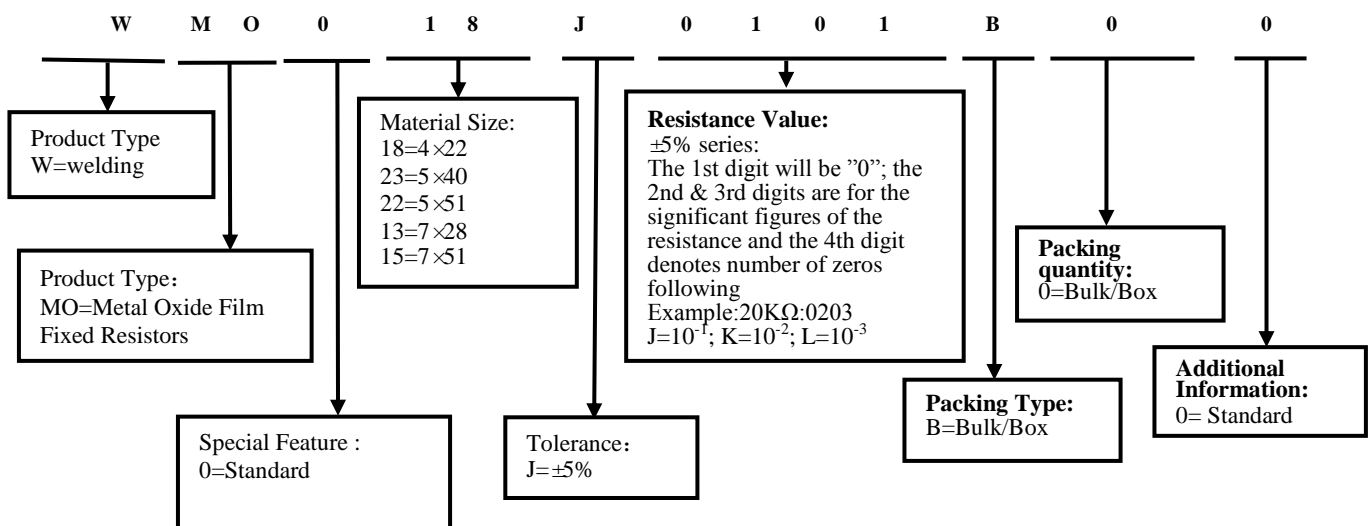 W M O 0 1 8 J 0 1 0 1 B 0 0
Product Type
W=welding
Product Type：
MO=Metal Oxide Film
Fixed Resistors
Special Feature :
0=Standard
Material Size:
18=4×22
23=5×40
22=5×51
13=7×28
15=7×51
Tolerance：
J=±5%
Resistance Value:
±5% series:
The 1st digit will be ”0”; the
2nd & 3rd digits are for the
significant figures of the
resistance and the 4th digit
denotes number of zeros
following
Example:20KΩ:0203
J=10⁻¹; K=10⁻²; L=10⁻³
Packing Type:
B=Bulk/Box
Packing
quantity:
0=Bulk/Box
Additional
Information:
0= Standard